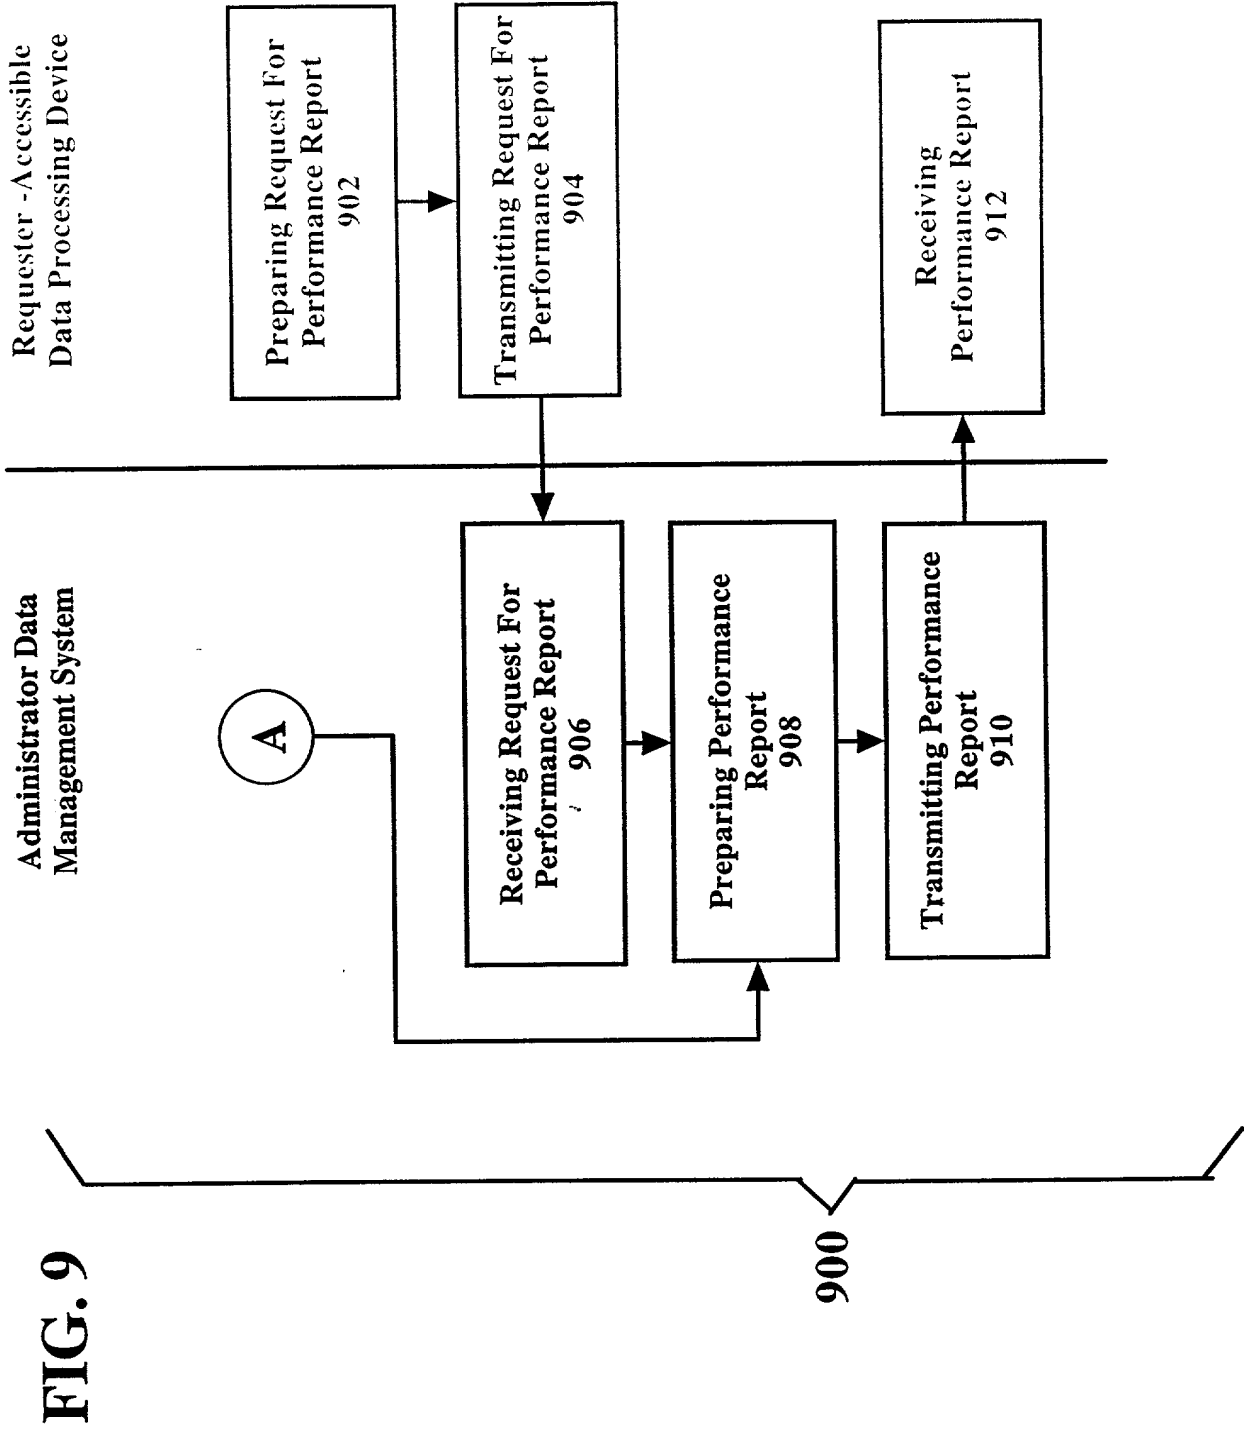 FIG. 9
900
Administrator Data
Management System
Requester -Accessible
Data Processing Device
A
Preparing Request For
Performance Report
902
Transmitting Request For
Performance Report
904
Receiving Request For
Performance Report
906
Preparing Performance
Report
908
Transmitting Performance
Report
910
Receiving
Performance Report
912